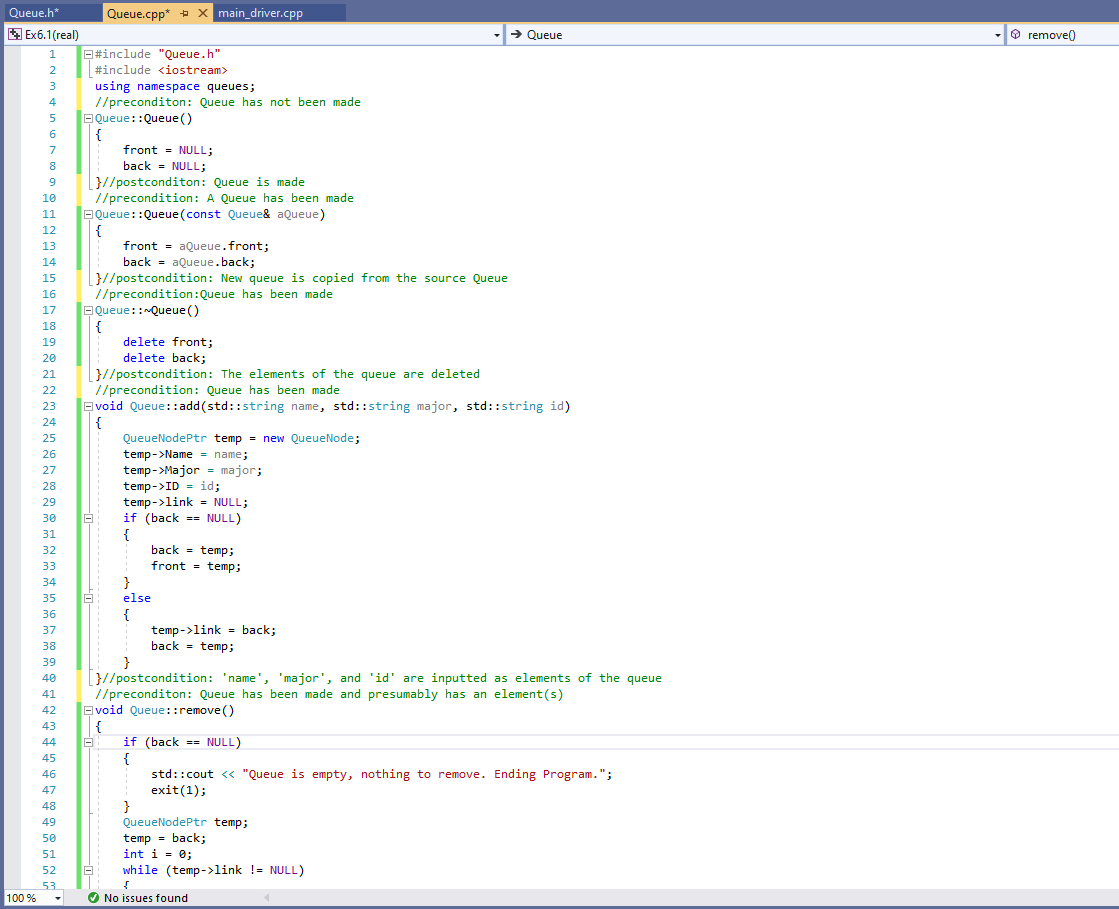 Queue.h*
Queue.cpp*
main_driver.cpp
Ex6.1(real)
Queue
remove()
1 #include "Queue.h"
2 #include <iostream>
3 using namespace queues;
4 //preconditon: Queue has not been made
5 Queue::Queue()
6 {
7 front = NULL;
8 back = NULL;
9 }//postconditon: Queue is made
10 //precondition: A Queue has been made
11 Queue::Queue(const Queue& aQueue)
12 {
13 front = aQueue.front;
14 back = aQueue.back;
15 }//postcondition: New queue is copied from the source Queue
16 //precondition:Queue has been made
17 Queue::~Queue()
18 {
19 delete front;
20 delete back;
21 }//postcondition: The elements of the queue are deleted
22 //precondition: Queue has been made
23 void Queue::add(std::string name, std::string major, std::string id)
24 {
25 QueueNodePtr temp = new QueueNode;
26 temp->Name = name;
27 temp->Major = major;
28 temp->ID = id;
29 temp->link = NULL;
30 if (back == NULL)
31 {
32 back = temp;
33 front = temp;
34 }
35 else
36 {
37 temp->link = back;
38 back = temp;
39 }
40 }//postcondition: 'name', 'major', and 'id' are inputted as elements of the queue
41 //preconditon: Queue has been made and presumably has an element(s)
42 void Queue::remove()
43 {
44 if (back == NULL)
45 {
46 std::cout << "Queue is empty, nothing to remove. Ending Program.";
47 exit(1);
48 }
49 QueueNodePtr temp;
50 temp = back;
51 int i = 0;
52 while (temp->link != NULL)
53 {
100 %
No issues found